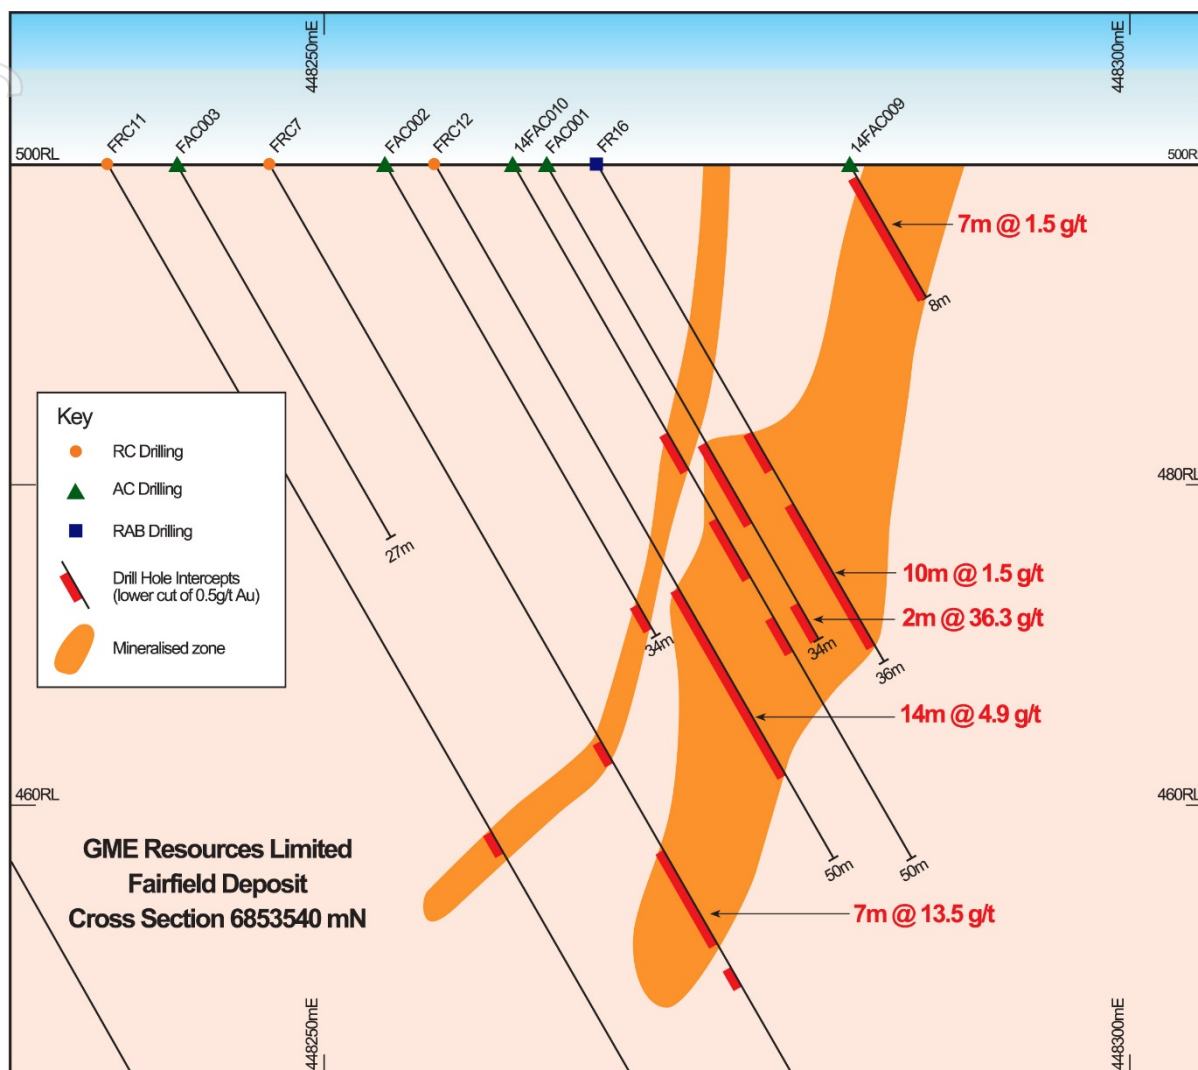 448250mE
448300mE
FRC11
FAC003
FRC7
FAC002
FRC12
14FAC010
FAC001
FR16
14FAC009
500RL
500R
7m @ 1.5 g/t
8m
Key
RC Drilling
AC Drilling
RAB Drilling
Drill Hole Intercepts
(lower cut of 0.5g/t Au)
Mineralised zone
480RL
27m
10m @ 1.5 g/t
2m @ 36.3 g/t
34m
34m
36m
14m @ 4.9 g/t
460RL
460RL
50m
50m
GME Resources Limited
Fairfield Deposit
Cross Section 6853540 mN
7m @ 13.5 g/t
448250mE
448300mE